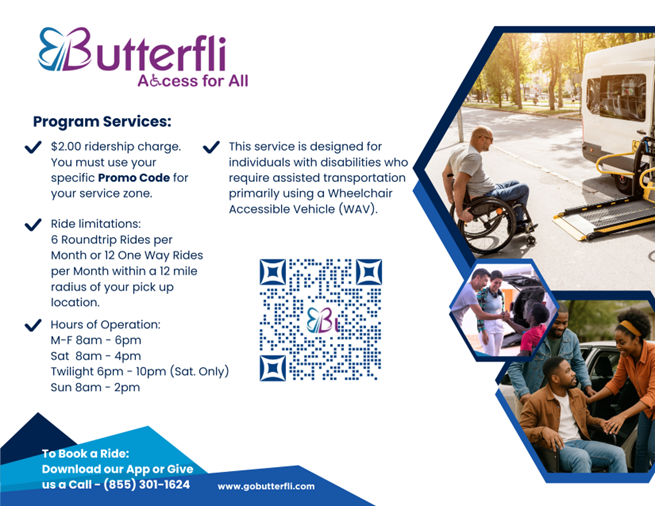 Butterfli
Access for All
Program Services:
$2.00 ridership charge.
You must use your
specific Promo Code for
your service zone.
Ride limitations:
6 Roundtrip Rides per
Month or 12 One Way Rides
per Month within a 12 mile
radius of your pick up
location.
Hours of Operation:
M-F 8am - 6pm
Sat 8am - 4pm
Twilight 6pm - 10pm (Sat. Only)
Sun 8am - 2pm
This service is designed for
individuals with disabilities who
require assisted transportation
primarily using a Wheelchair
Accessible Vehicle (WAV).
To Book a Ride:
Download our App or Give
us a Call - (855) 301-1624
www.gobutterfli.com